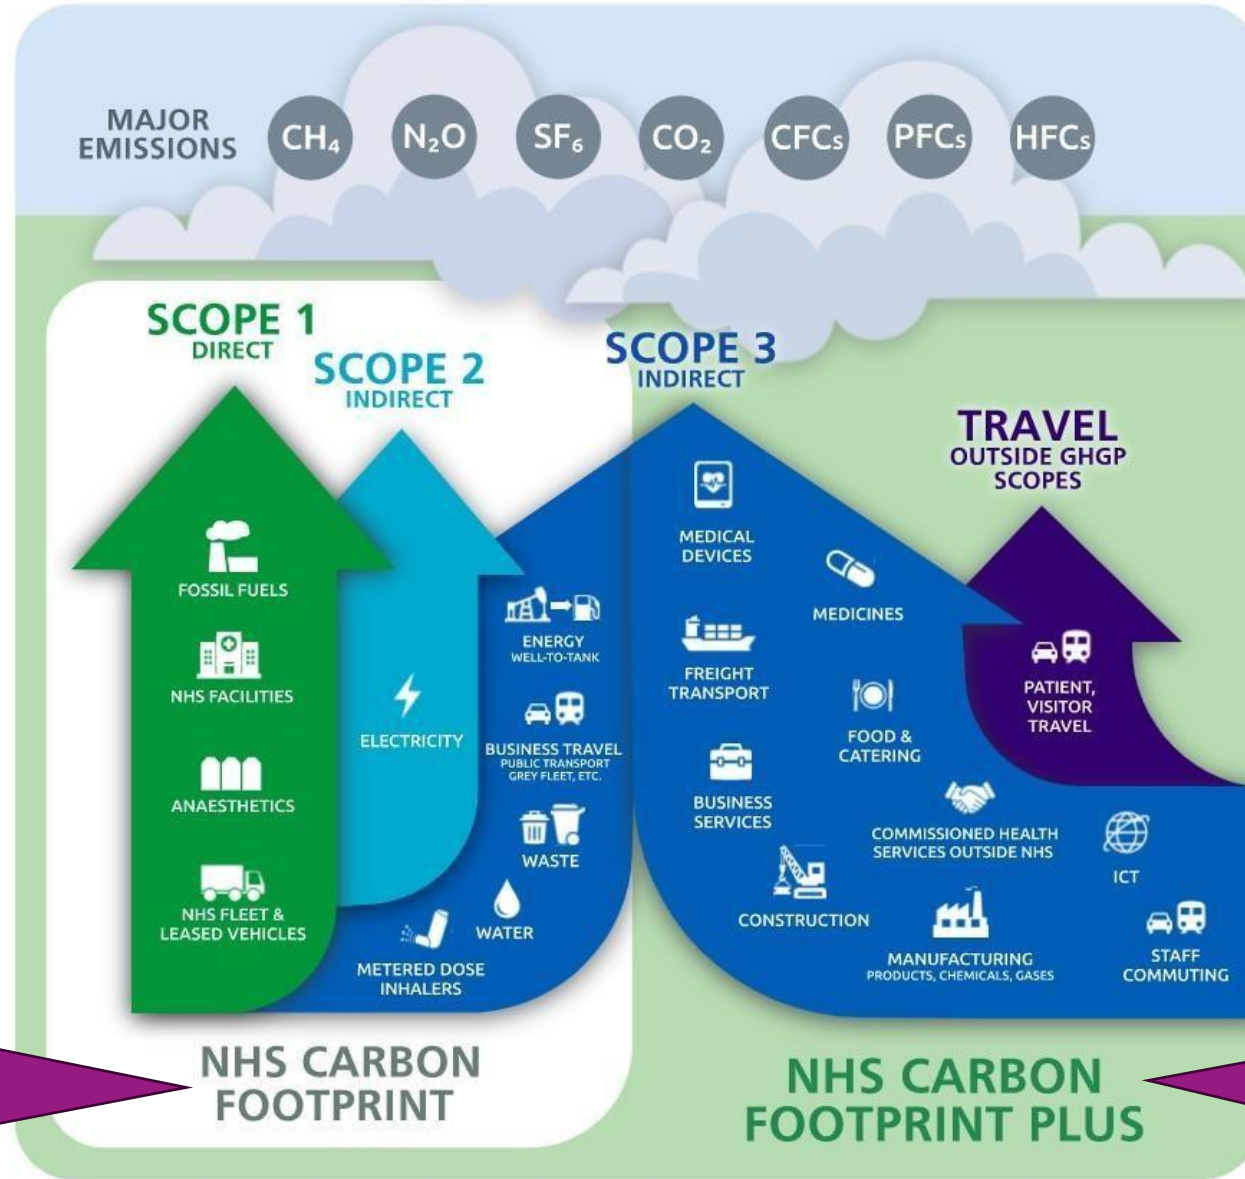 MAJOR
EMISSIONS
CH₄
N₂O
SF₆
CO₂
CFCs
PFCs
HFCs
SCOPE 1
DIRECT
FOSSIL FUELS
NHS FACILITIES
ANAESTHETICS
NHS FLEET &
LEASED VEHICLES
SCOPE 2
INDIRECT
ELECTRICITY
SCOPE 3
INDIRECT
ENERGY
WELL-TO-TANK
BUSINESS TRAVEL
PUBLIC TRANSPORT
GREY FLEET, ETC.
WASTE
WATER
METERED DOSE
INHALERS
MEDICAL
DEVICES
MEDICINES
FREIGHT
TRANSPORT
FOOD &
CATERING
BUSINESS
SERVICES
COMMISSIONED HEALTH
SERVICES OUTSIDE NHS
ICT
CONSTRUCTION
MANUFACTURING
PRODUCTS, CHEMICALS, GASES
STAFF
COMMUTING
TRAVEL
OUTSIDE GHGP
SCOPES
PATIENT,
VISITOR
TRAVEL
NHS CARBON
FOOTPRINT
NHS CARBON
FOOTPRINT PLUS